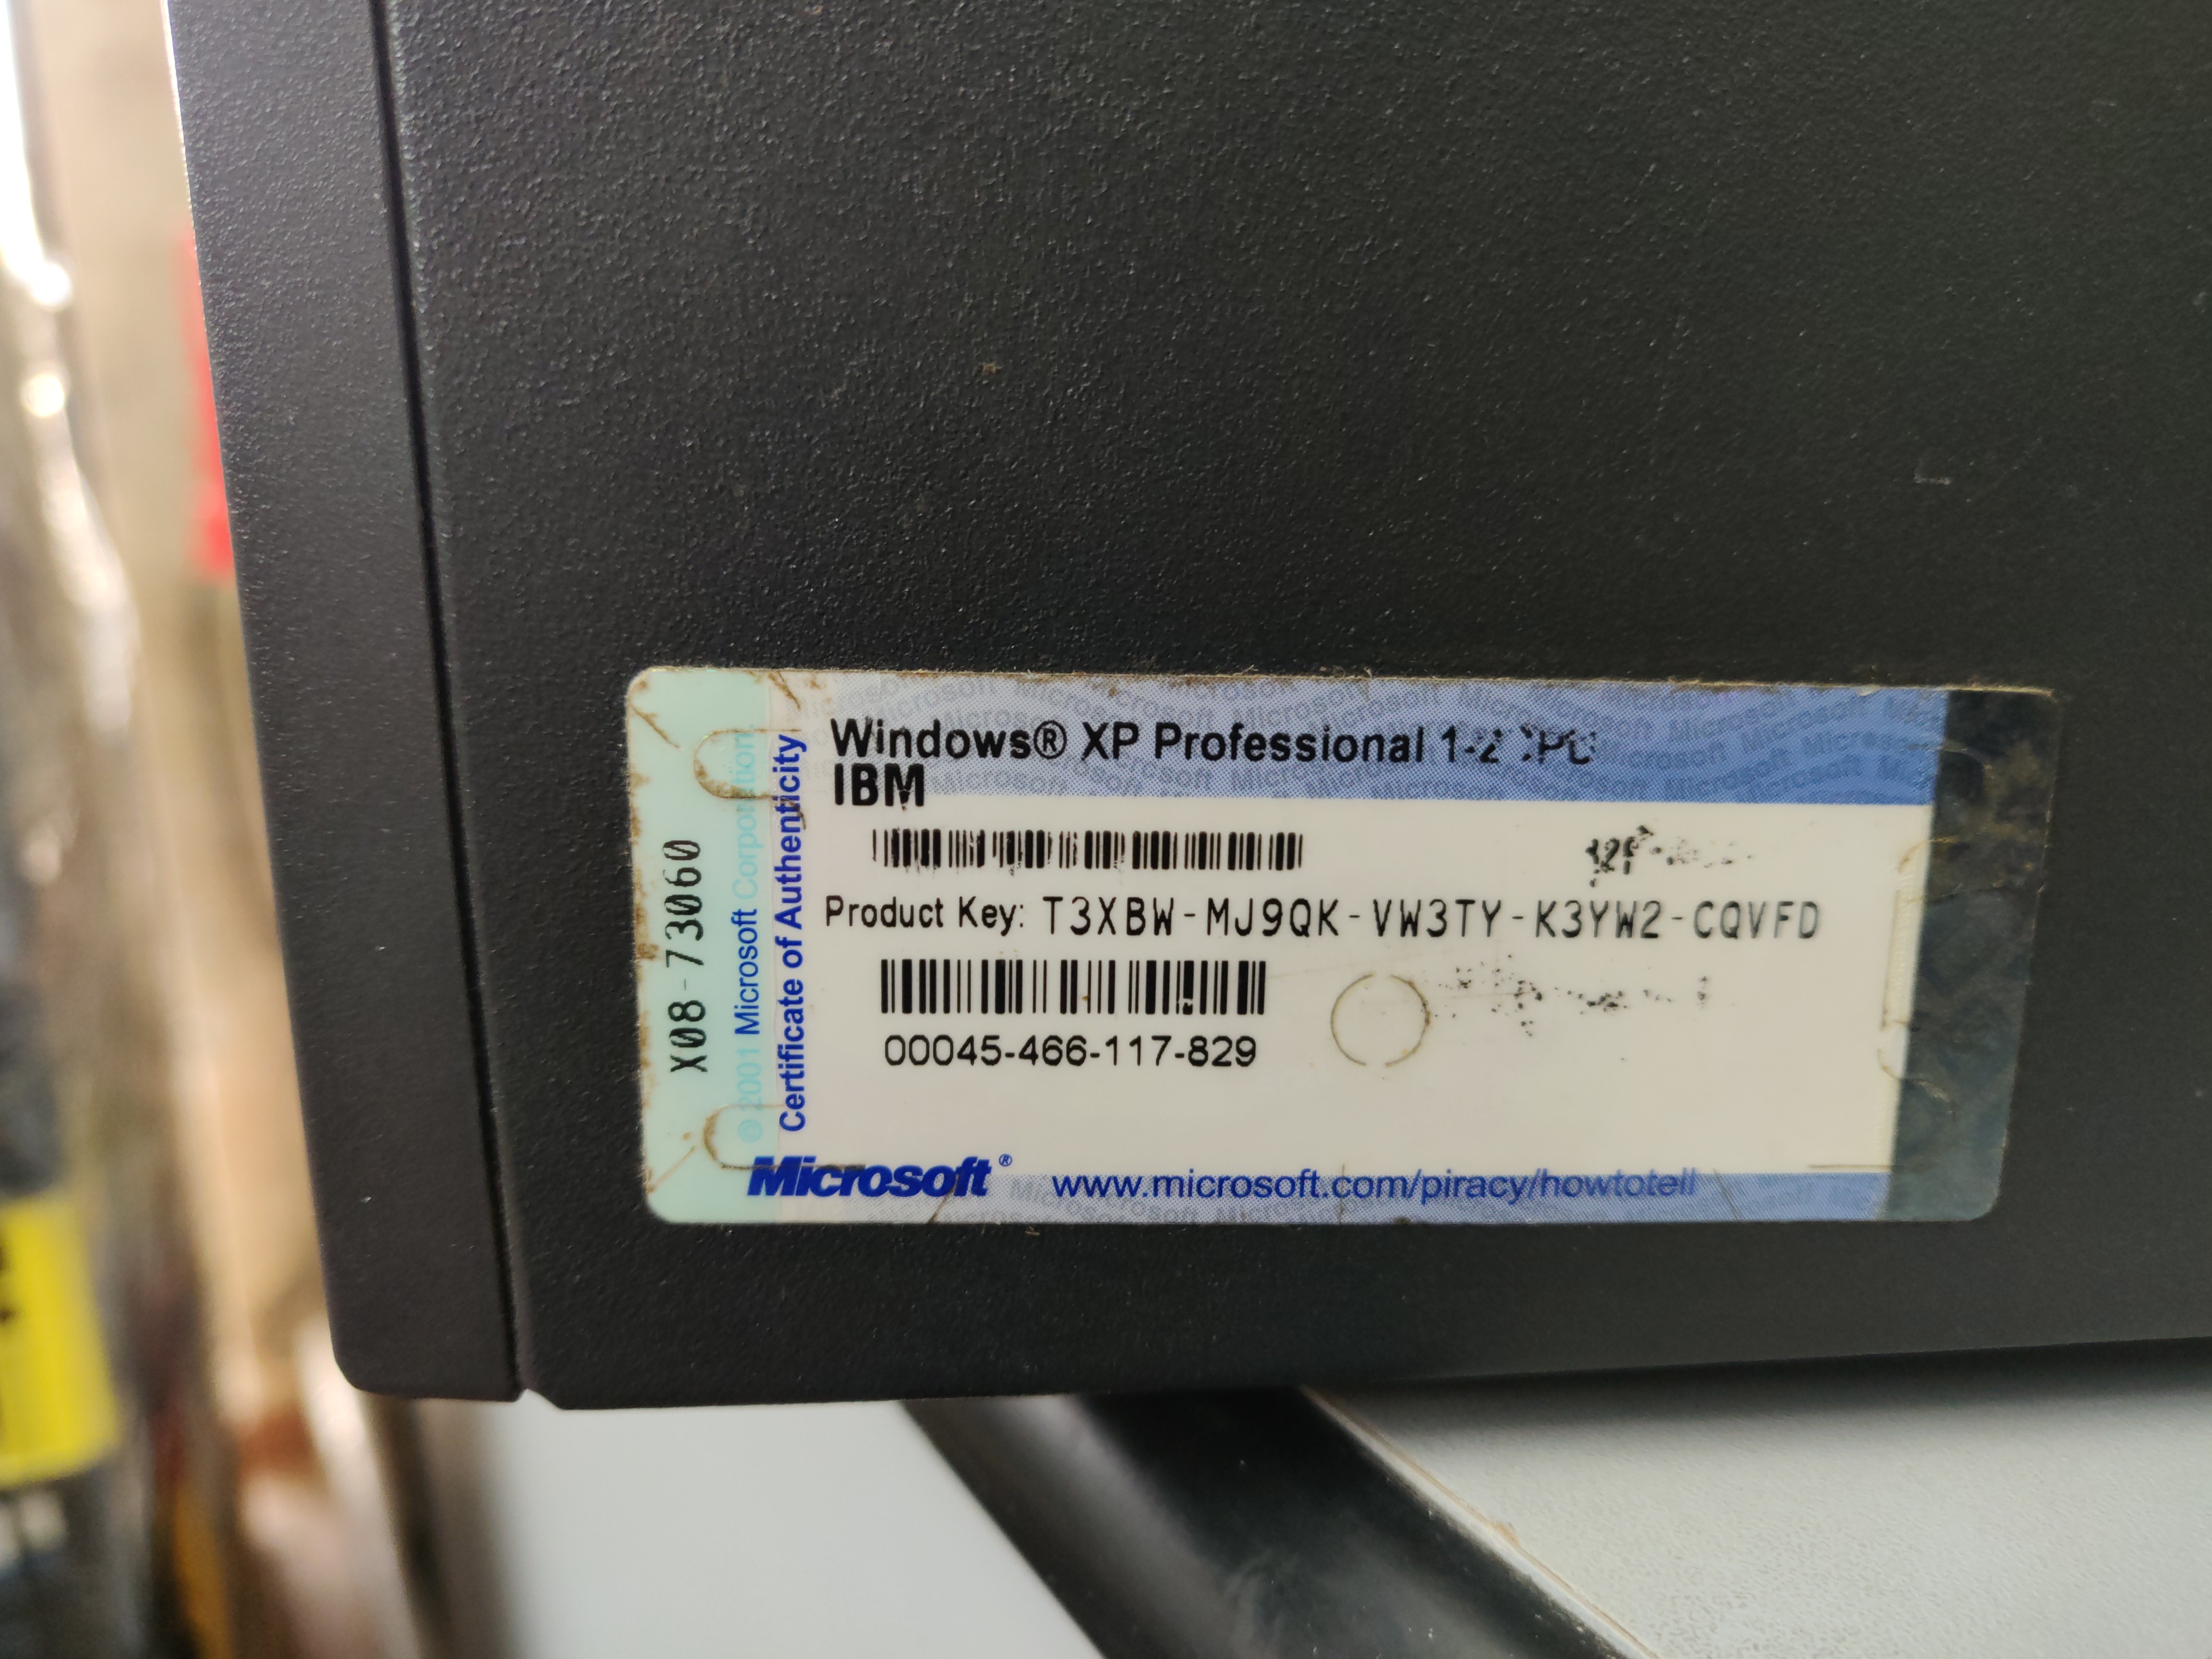 Windows® XP Professional 1-2 CPU
IBM
Product Key: T3XBW-MJ9QK-VW3TY-K3YW2-CQVFD
00045-466-117-829
Microsoft® www.microsoft.com/piracy/howtotell
X08-73060
© 2001 Microsoft Corporation.
Certificate of Authenticity